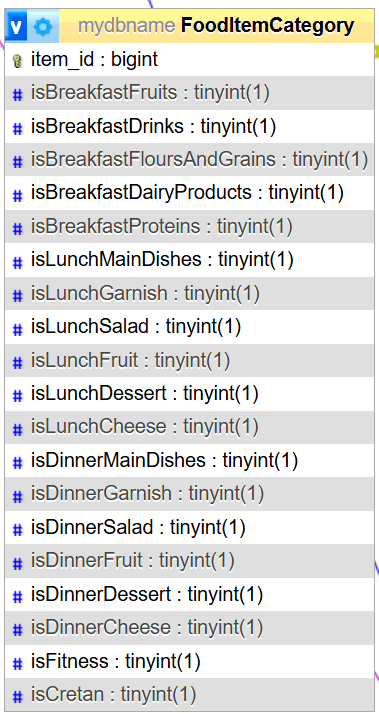 v mydbname FoodItemCategory
item_id : bigint
# isBreakfastFruits : tinyint(1)
# isBreakfastDrinks : tinyint(1)
# isBreakfastFloursAndGrains : tinyint(1)
# isBreakfastDairyProducts : tinyint(1)
# isBreakfastProteins : tinyint(1)
# isLunchMainDishes : tinyint(1)
# isLunchGarnish : tinyint(1)
# isLunchSalad : tinyint(1)
# isLunchFruit : tinyint(1)
# isLunchDessert : tinyint(1)
# isLunchCheese : tinyint(1)
# isDinnerMainDishes : tinyint(1)
# isDinnerGarnish : tinyint(1)
# isDinnerSalad : tinyint(1)
# isDinnerFruit : tinyint(1)
# isDinnerDessert : tinyint(1)
# isDinnerCheese : tinyint(1)
# isFitness : tinyint(1)
# isCretan : tinyint(1)